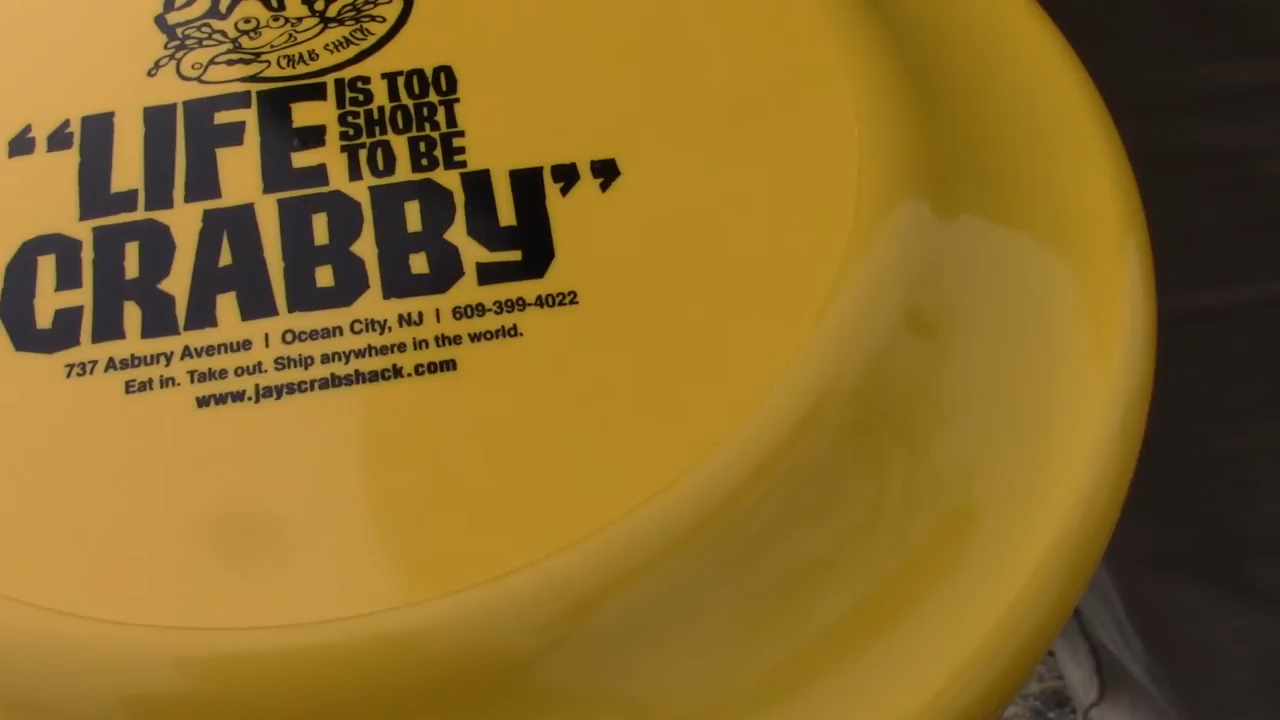 CRAB SHACK
“LIFE IS TOO
SHORT
TO BE
CRABBY”
737 Asbury Avenue | Ocean City, NJ | 609-399-4022
Eat in. Take out. Ship anywhere in the world.
www.jayscrabshack.com